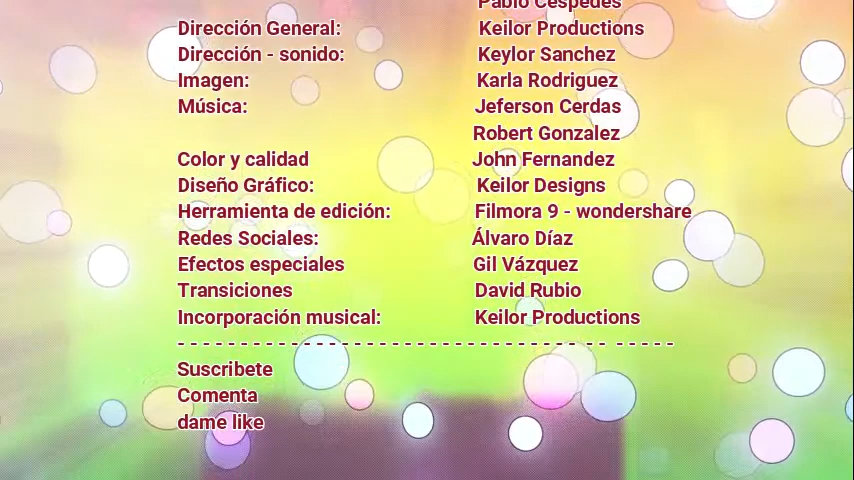 Pablo Cespedes
Dirección General: Keilor Productions
Dirección - sonido: Keylor Sanchez
Imagen: Karla Rodriguez
Música: Jeferson Cerdas
Robert Gonzalez
Color y calidad John Fernandez
Diseño Gráfico: Keilor Designs
Herramienta de edición: Filmora 9 - wondershare
Redes Sociales: Álvaro Díaz
Efectos especiales Gil Vázquez
Transiciones David Rubio
Incorporación musical: Keilor Productions
- - - - - - - - - - - - - - - - - - - - - - - - - - - - - - - - - - -- - - - - -
Suscribete
Comenta
dame like